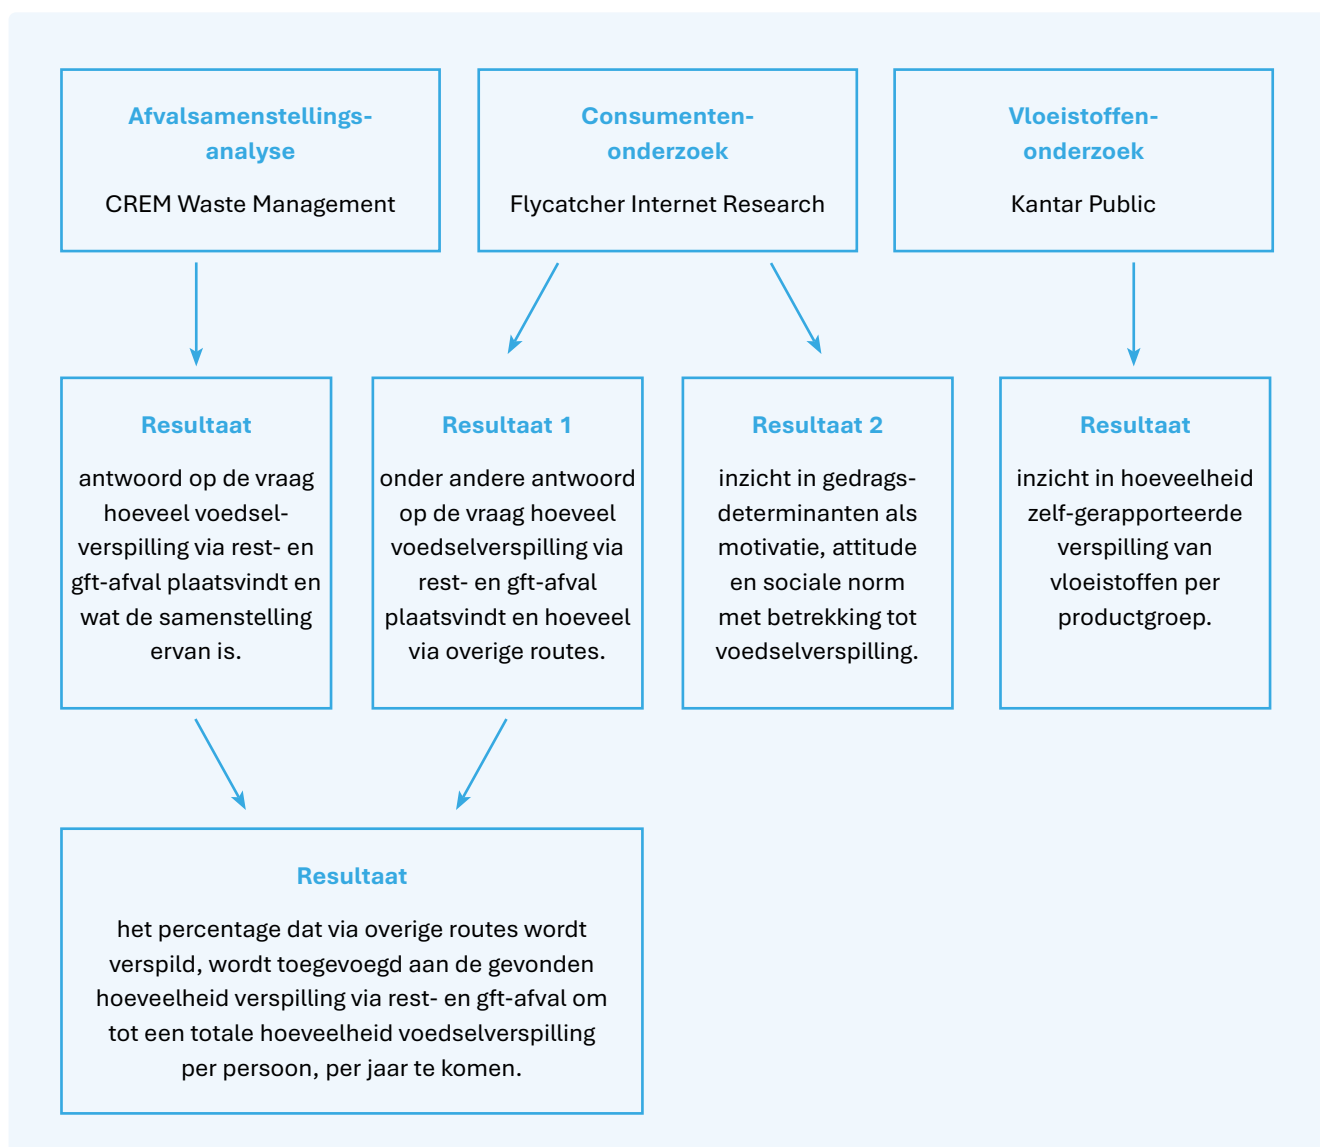 Afvalsamenstellings-
analyse
CREM Waste Management
Consumenten-
onderzoek
Flycatcher Internet Research
Vloeistoffen-
onderzoek
Kantar Public
Resultaat
antwoord op de vraag
hoeveel voedsel-
verspilling via rest- en
gft-afval plaatsvindt en
wat de samenstelling
ervan is.
Resultaat 1
onder andere antwoord
op de vraag hoeveel
voedselverspilling via
rest- en gft-afval
plaatsvindt en hoeveel
via overige routes.
Resultaat 2
inzicht in gedrags-
determinanten als
motivatie, attitude
en sociale norm
met betrekking tot
voedselverspilling.
Resultaat
inzicht in hoeveelheid
zelf-gerapporteerde
verspilling van
vloeistoffen per
productgroep.
Resultaat
het percentage dat via overige routes wordt
verspild, wordt toegevoegd aan de gevonden
hoeveelheid verspilling via rest- en gft-afval om
tot een totale hoeveelheid voedselverspilling
per persoon, per jaar te komen.